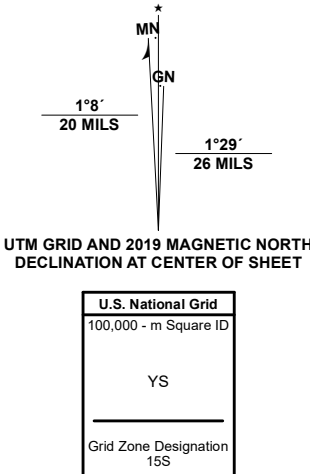 ★
MN
GN
1°8´
20 MILS
1°29´
26 MILS
UTM GRID AND 2019 MAGNETIC NORTH
DECLINATION AT CENTER OF SHEET
U.S. National Grid
100,000 - m Square ID
YS
Grid Zone Designation
15S